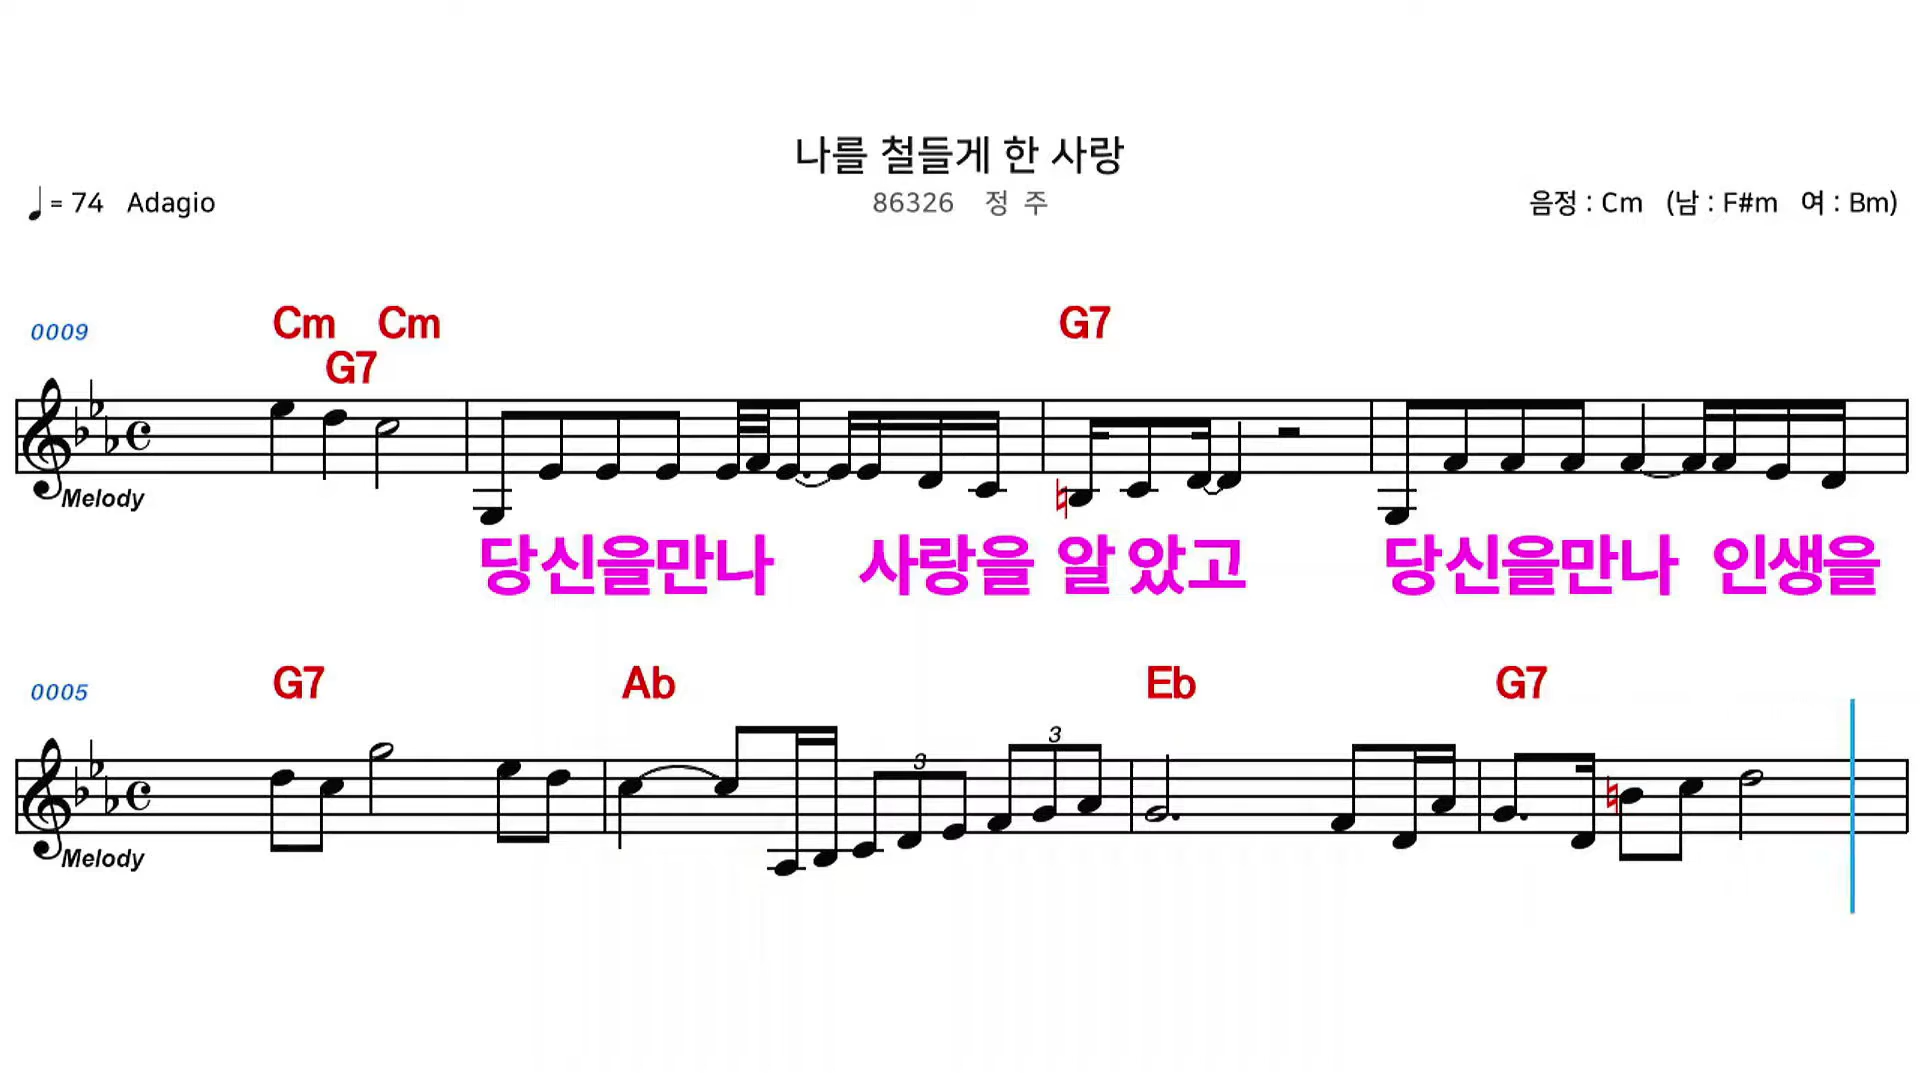 나를 철들게 한 사랑
♩= 74 Adagio 86326 정 주 음정 : Cm (남 : F#m 여 : Bm)
0009 Cm Cm G7
G7
Melody
당신을만나 사랑을 알 았고 당신을만나 인생을
0005 G7 Ab Eb G7
3
3
Melody